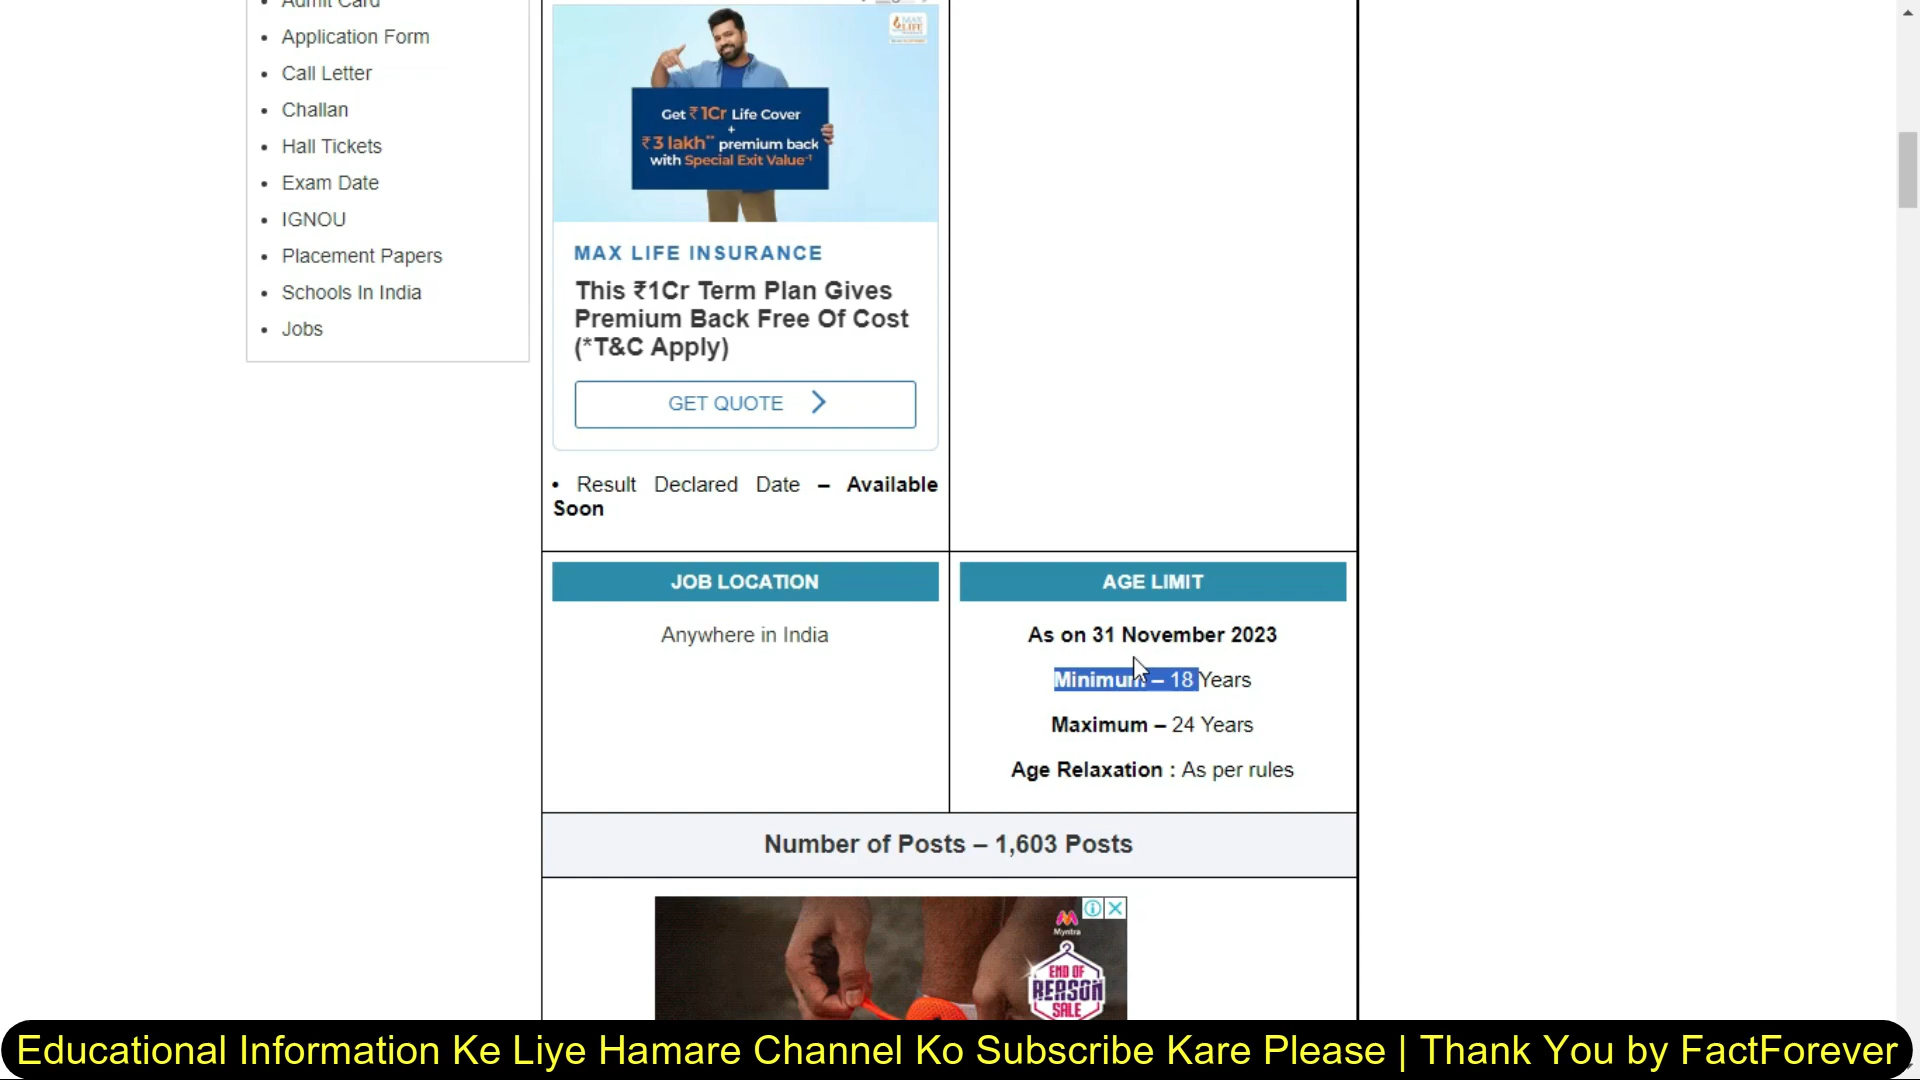 Admit Card
Application Form
Call Letter
Challan
Hall Tickets
Exam Date
IGNOU
Placement Papers
Schools In India
Jobs
MAX
LIFE
Get ₹1Cr Life Cover
+
₹3 lakh** premium back
with Special Exit Value~1
MAX LIFE INSURANCE
This ₹1Cr Term Plan Gives
Premium Back Free Of Cost
(*T&C Apply)
GET QUOTE
• Result Declared Date – Available
Soon
JOB LOCATION
Anywhere in India
AGE LIMIT
As on 31 November 2023
Minimum – 18 Years
Maximum – 24 Years
Age Relaxation : As per rules
Number of Posts – 1,603 Posts
Myntra
END OF
REASON
SALE
Educational Information Ke Liye Hamare Channel Ko Subscribe Kare Please | Thank You by FactForever